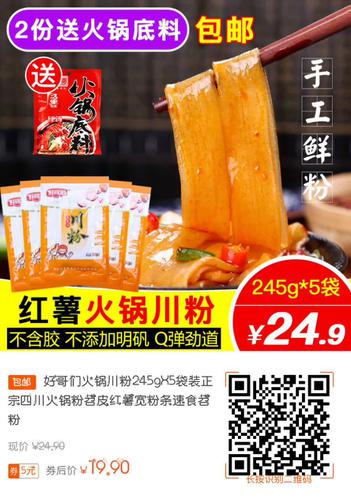 2份送火锅底料 包邮
送
火锅底料
手工鲜粉
川粉
245g*5袋
红薯火锅川粉
¥24.9
不含胶 不添加明矾 Q弹劲道
包邮 好哥们火锅川粉245gX5袋装正
宗四川火锅粉苕皮红薯宽粉条速食苕
粉
现价 ¥24.90
券 5元 券后价 ¥19.90
长按识别二维码